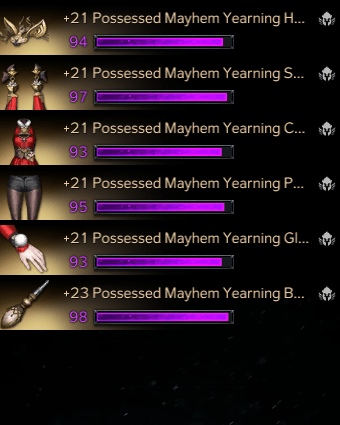 +21 Possessed Mayhem Yearning H...
94
+21 Possessed Mayhem Yearning S...
97
+21 Possessed Mayhem Yearning C...
93
+21 Possessed Mayhem Yearning P...
95
+21 Possessed Mayhem Yearning Gl...
93
+23 Possessed Mayhem Yearning B...
98